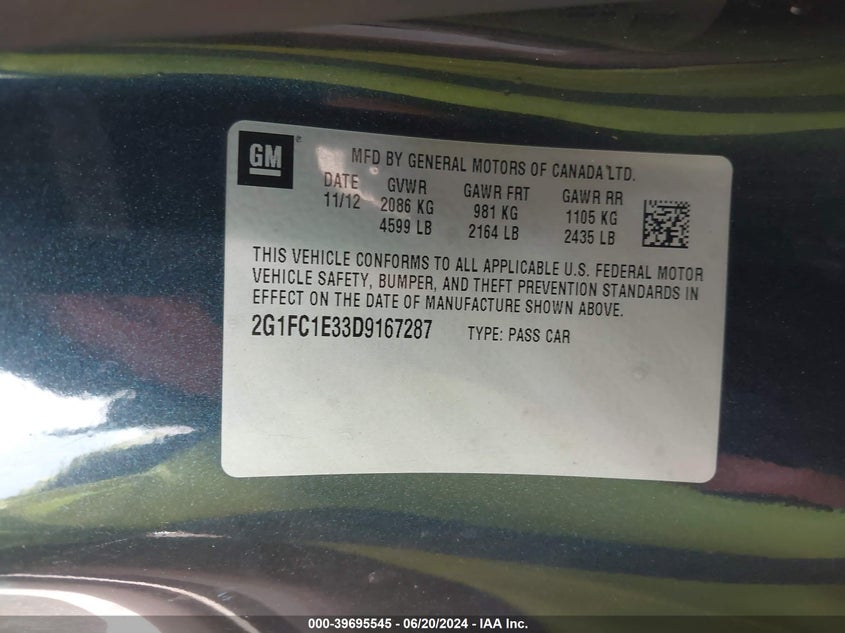 GM®
MFD BY GENERAL MOTORS OF CANADA LTD.
DATE GVWR GAWR FRT GAWR RR
11/12 2086 KG 981 KG 1105 KG
4599 LB 2164 LB 2435 LB
THIS VEHICLE CONFORMS TO ALL APPLICABLE U.S. FEDERAL MOTOR
VEHICLE SAFETY, BUMPER, AND THEFT PREVENTION STANDARDS IN
EFFECT ON THE DATE OF MANUFACTURE SHOWN ABOVE.
2G1FC1E33D9167287 TYPE: PASS CAR
000-39695545 - 06/20/2024 - IAA Inc.